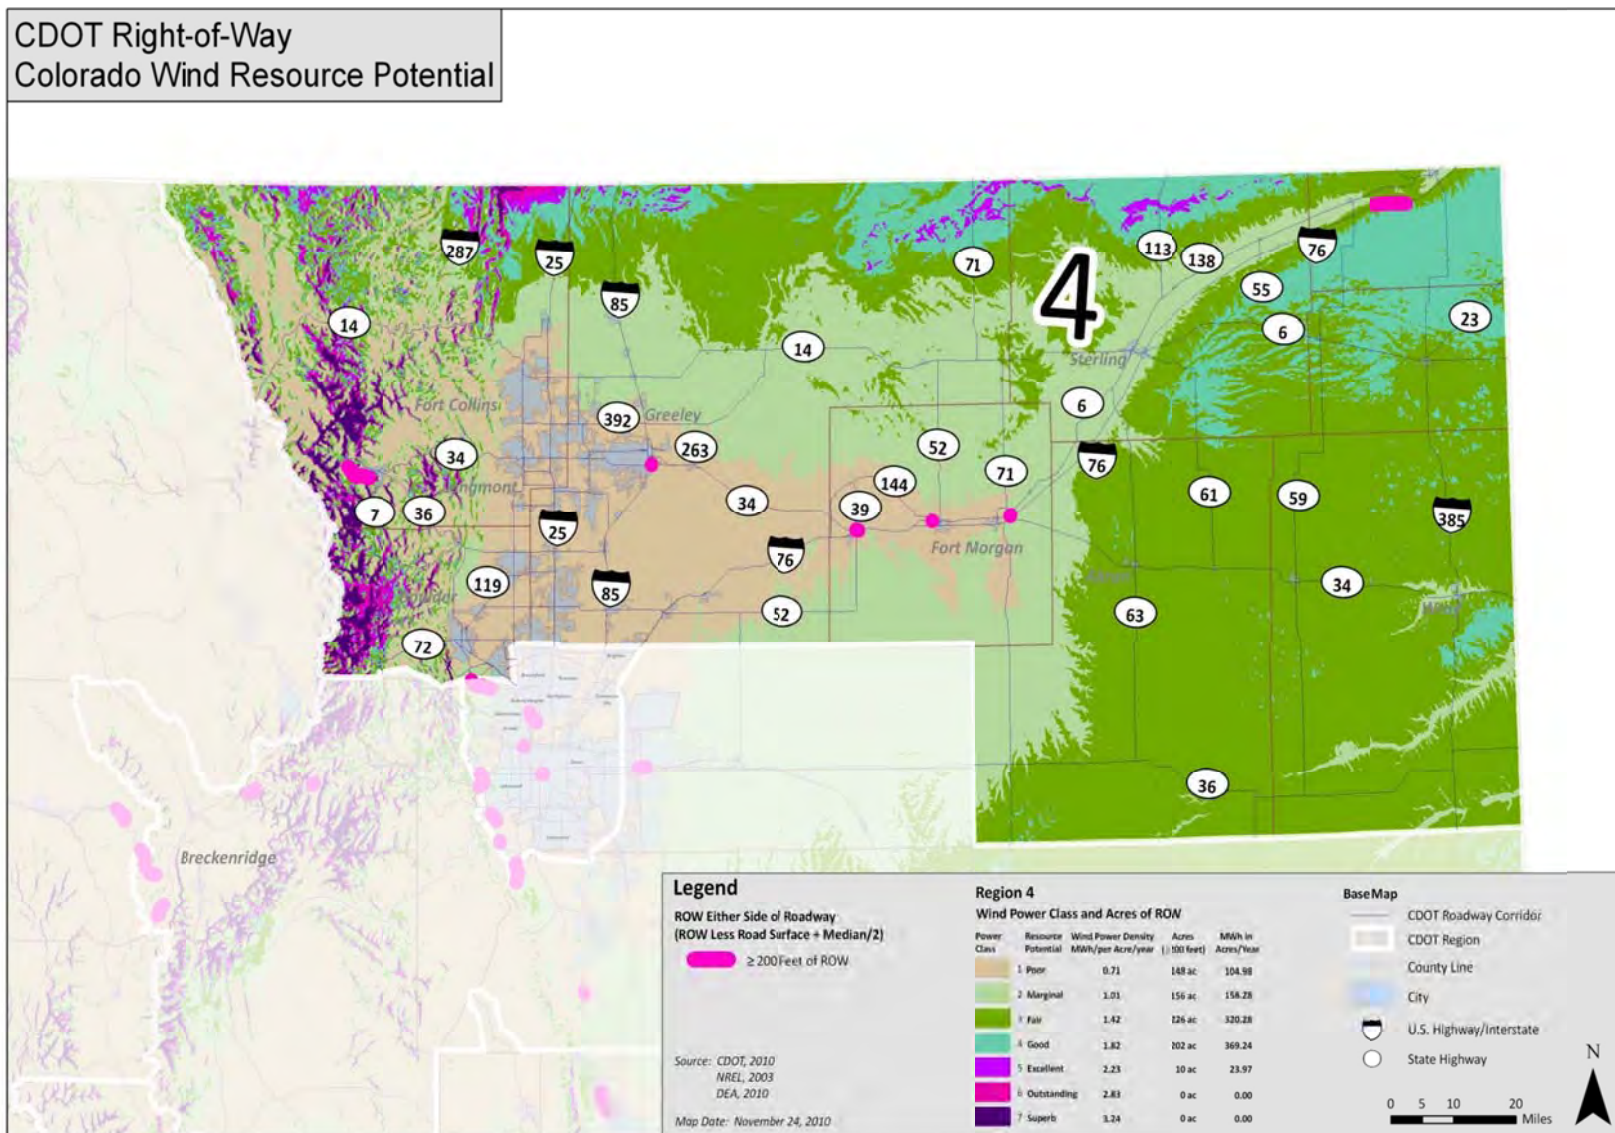 CDOT Right-of-Way
Colorado Wind Resource Potential
4
287
25
85
71
113
138
76
55
6
23
14
14
Sterling
Fort Collins
392
Greeley
263
6
34
52
71
76
144
39
34
61
59
385
7
36
25
Fort Morgan
76
119
85
52
63
34
72
36
Breckenridge
Legend
ROW Either Side of Roadway
(ROW Less Road Surface + Median/2)
≥ 200 Feet of ROW
Source: CDOT, 2010
NREL, 2003
DEA, 2010
Map Date: November 24, 2010
Region 4
Wind Power Class and Acres of ROW
Power Resource Wind Power Density Acres MWh in
Class Potential MWh/per Acre/year Acres/Year
1 Poor 0.71 148 ac 104.98
2 Marginal 1.01 156 ac 158.28
3 Fair 1.42 226 ac 320.28
4 Good 1.82 202 ac 369.24
5 Excellent 2.23 10 ac 23.97
6 Outstanding 2.83 0 ac 0.00
7 Superb 3.24 0 ac 0.00
BaseMap
CDOT Roadway Corridor
CDOT Region
County Line
City
U.S. Highway/Interstate
State Highway
N
0 5 10 20
Miles